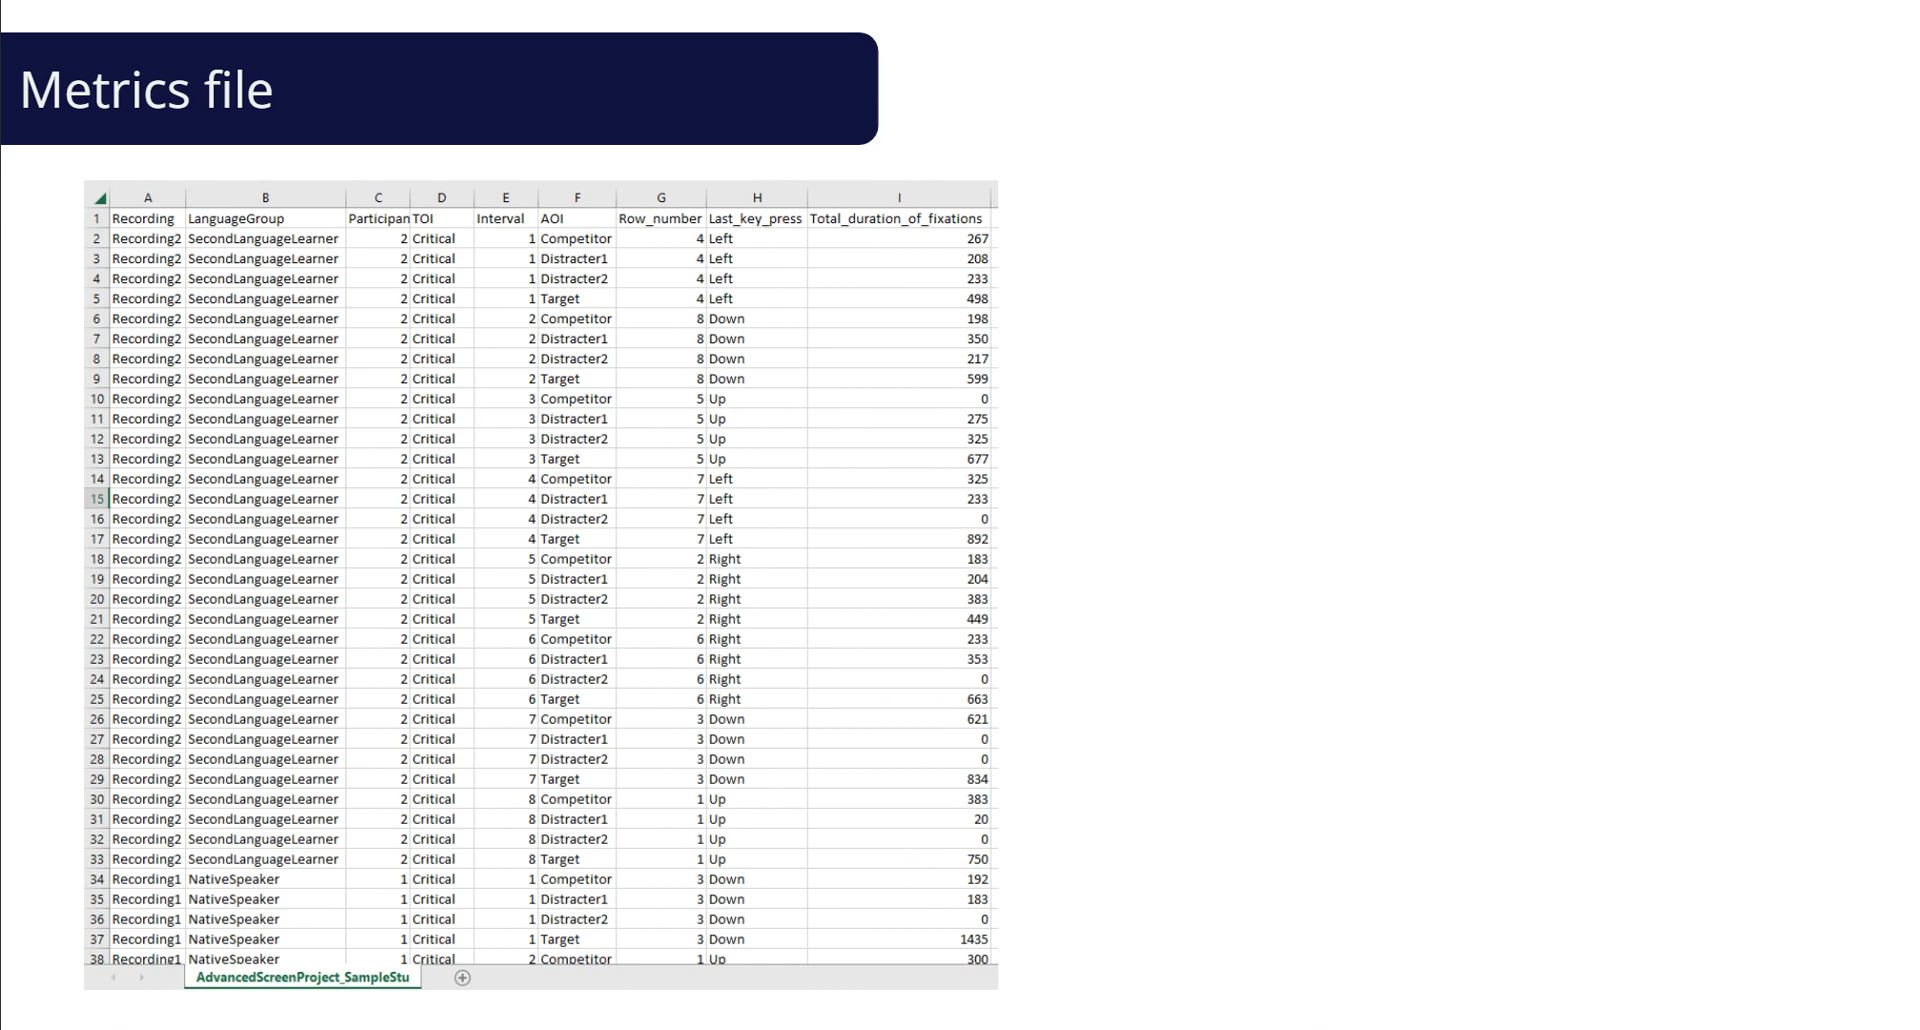 Metrics file
A B C D E F G H I
1 Recording LanguageGroup Participan TOI Interval AOI Row_number Last_key_press Total_duration_of_fixations
2 Recording2 SecondLanguageLearner 2 Critical 1 Competitor 4 Left 267
3 Recording2 SecondLanguageLearner 2 Critical 1 Distracter1 4 Left 208
4 Recording2 SecondLanguageLearner 2 Critical 1 Distracter2 4 Left 233
5 Recording2 SecondLanguageLearner 2 Critical 1 Target 4 Left 498
6 Recording2 SecondLanguageLearner 2 Critical 2 Competitor 8 Down 198
7 Recording2 SecondLanguageLearner 2 Critical 2 Distracter1 8 Down 350
8 Recording2 SecondLanguageLearner 2 Critical 2 Distracter2 8 Down 217
9 Recording2 SecondLanguageLearner 2 Critical 2 Target 8 Down 599
10 Recording2 SecondLanguageLearner 2 Critical 3 Competitor 5 Up 0
11 Recording2 SecondLanguageLearner 2 Critical 3 Distracter1 5 Up 275
12 Recording2 SecondLanguageLearner 2 Critical 3 Distracter2 5 Up 325
13 Recording2 SecondLanguageLearner 2 Critical 3 Target 5 Up 677
14 Recording2 SecondLanguageLearner 2 Critical 4 Competitor 7 Left 325
15 Recording2 SecondLanguageLearner 2 Critical 4 Distracter1 7 Left 233
16 Recording2 SecondLanguageLearner 2 Critical 4 Distracter2 7 Left 0
17 Recording2 SecondLanguageLearner 2 Critical 4 Target 7 Left 892
18 Recording2 SecondLanguageLearner 2 Critical 5 Competitor 2 Right 183
19 Recording2 SecondLanguageLearner 2 Critical 5 Distracter1 2 Right 204
20 Recording2 SecondLanguageLearner 2 Critical 5 Distracter2 2 Right 383
21 Recording2 SecondLanguageLearner 2 Critical 5 Target 2 Right 449
22 Recording2 SecondLanguageLearner 2 Critical 6 Competitor 6 Right 233
23 Recording2 SecondLanguageLearner 2 Critical 6 Distracter1 6 Right 353
24 Recording2 SecondLanguageLearner 2 Critical 6 Distracter2 6 Right 0
25 Recording2 SecondLanguageLearner 2 Critical 6 Target 6 Right 663
26 Recording2 SecondLanguageLearner 2 Critical 7 Competitor 3 Down 621
27 Recording2 SecondLanguageLearner 2 Critical 7 Distracter1 3 Down 0
28 Recording2 SecondLanguageLearner 2 Critical 7 Distracter2 3 Down 0
29 Recording2 SecondLanguageLearner 2 Critical 7 Target 3 Down 834
30 Recording2 SecondLanguageLearner 2 Critical 8 Competitor 1 Up 383
31 Recording2 SecondLanguageLearner 2 Critical 8 Distracter1 1 Up 20
32 Recording2 SecondLanguageLearner 2 Critical 8 Distracter2 1 Up 0
33 Recording2 SecondLanguageLearner 2 Critical 8 Target 1 Up 750
34 Recording1 NativeSpeaker 1 Critical 1 Competitor 3 Down 192
35 Recording1 NativeSpeaker 1 Critical 1 Distracter1 3 Down 183
36 Recording1 NativeSpeaker 1 Critical 1 Distracter2 3 Down 0
37 Recording1 NativeSpeaker 1 Critical 1 Target 3 Down 1435
38 Recording1 NativeSpeaker 1 Critical 2 Competitor 1 Up 300
AdvancedScreenProject_SampleStu